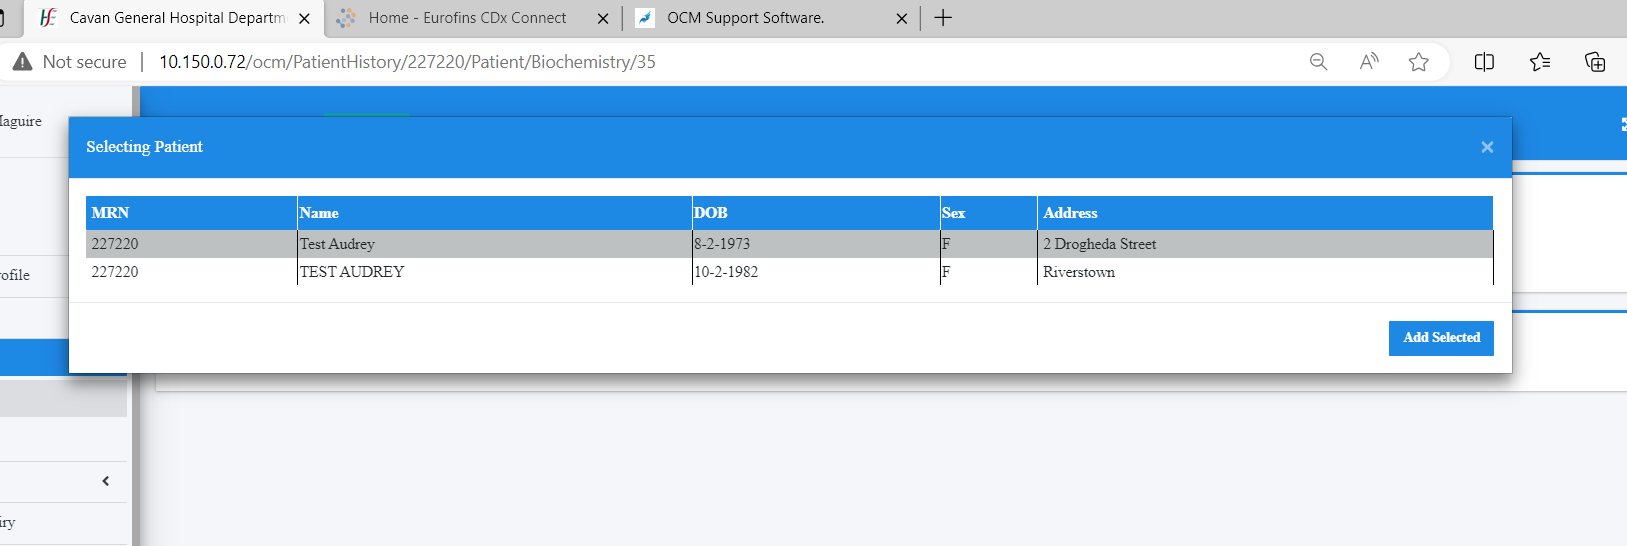 Cavan General Hospital Departm
Home - Eurofins CDx Connect
OCM Support Software.
Not secure 10.150.0.72/ocm/PatientHistory/227220/Patient/Biochemistry/35
laguire
Selecting Patient
MRN Name DOB Sex Address
227220 Test Audrey 8-2-1973 F 2 Drogheda Street
227220 TEST AUDREY 10-2-1982 F Riverstown
ofile
Add Selected
iry